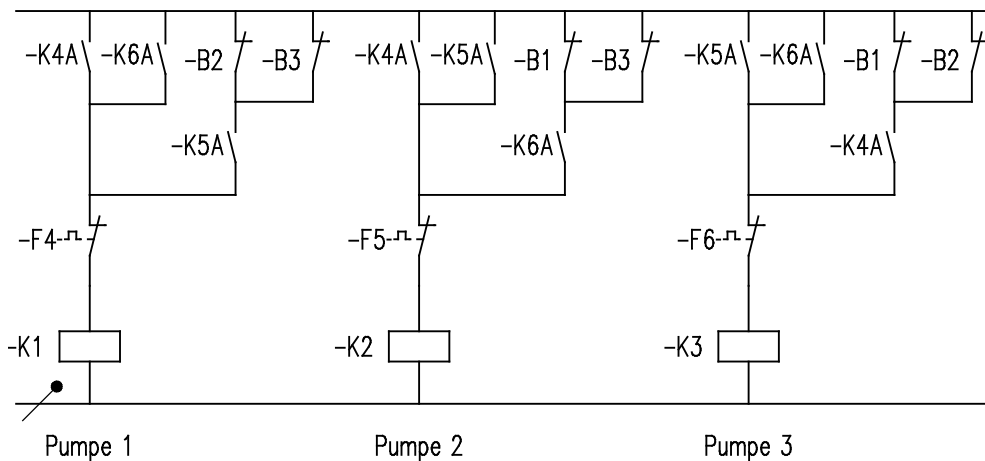 -K4A -K6A -B2 -B3 -K4A -K5A -B1 -B3 -K5A -K6A -B1 -B2
-K5A -K6A -K4A
-F4 -F5 -F6
-K1 -K2 -K3
Pumpe 1 Pumpe 2 Pumpe 3